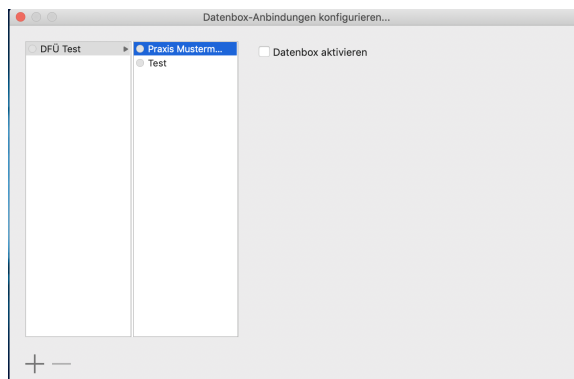 Datenbox-Anbindungen konfigurieren...
DFÜ Test
Praxis Musterm...
Datenbox aktivieren
Test